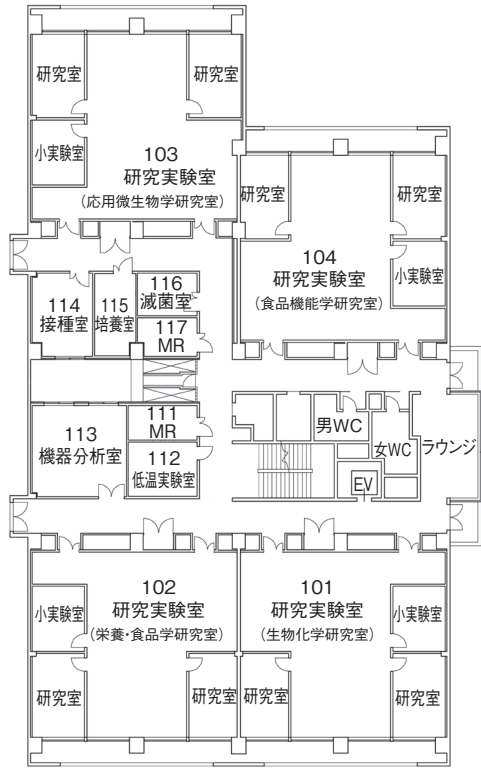 研究室
研究室
小実験室
103
研究実験室
(応用微生物学研究室)
研究室
研究室
104
研究実験室
(食品機能学研究室)
小実験室
116
滅菌室
114
接種室
115
培養室
117
MR
111
MR
113
機器分析室
112
低温実験室
男WC
女WC
ラウンジ
EV
102
研究実験室
(栄養・食品学研究室)
小実験室
101
研究実験室
(生物化学研究室)
小実験室
研究室
研究室
研究室
研究室